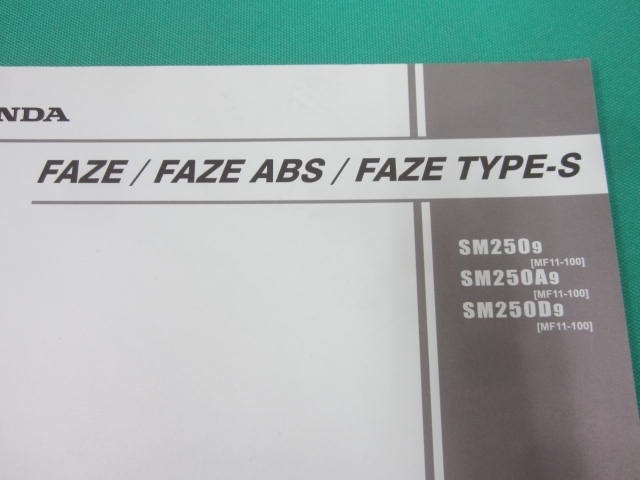 NDA
FAZE / FAZE ABS / FAZE TYPE-S
SM2509
[MF11-100]
SM250A9
[MF11-100]
SM250D9
[MF11-100]